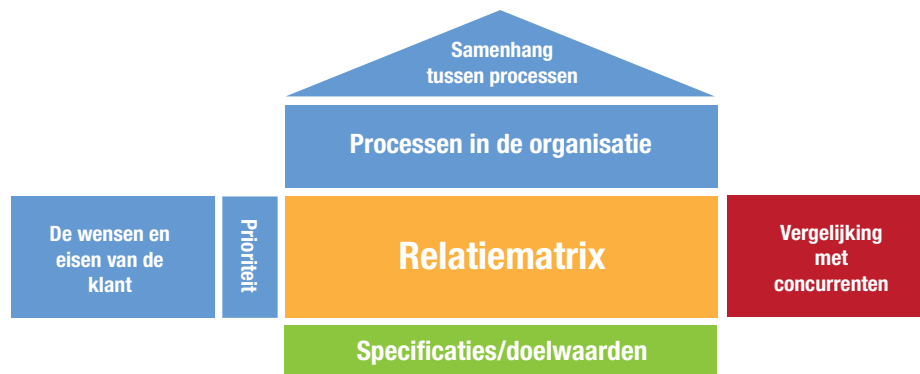 Samenhang
tussen processen
Processen in de organisatie
De wensen en
eisen van de
klant
Prioriteit
Relatiematrix
Vergelijking
met
concurrenten
Specificaties/doelwaarden